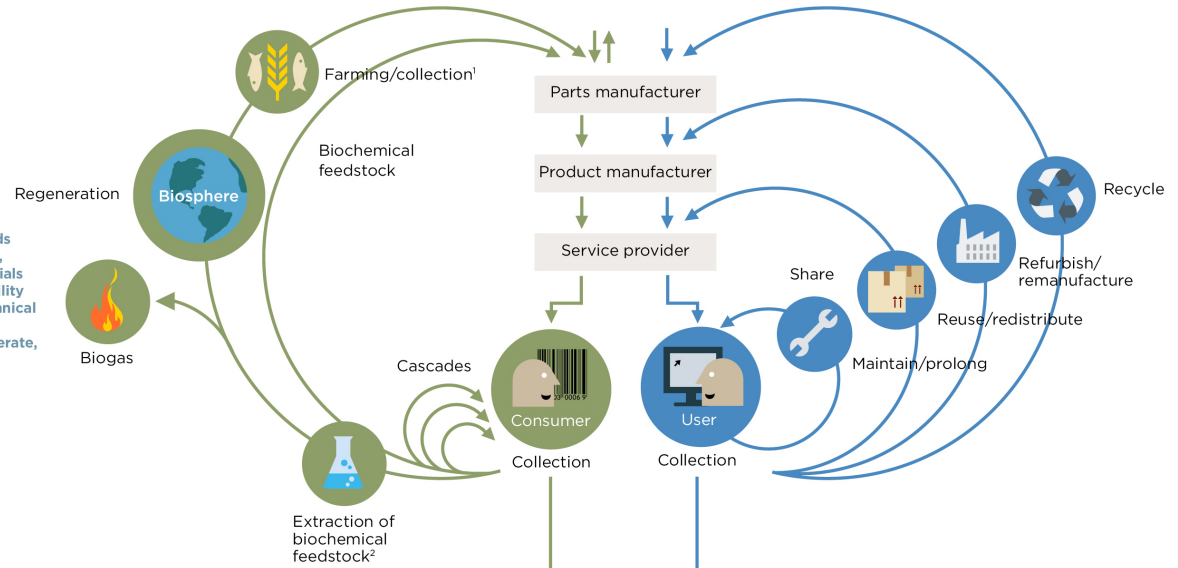 Farming/collection¹
Parts manufacturer
Biochemical
feedstock
Product manufacturer
Regeneration
Biosphere
Recycle
Service provider
Share
Refurbish/
remanufacture
Reuse/redistribute
Biogas
Cascades
Maintain/prolong
Consumer
User
Collection
Collection
Extraction of
biochemical
feedstock²
erate,